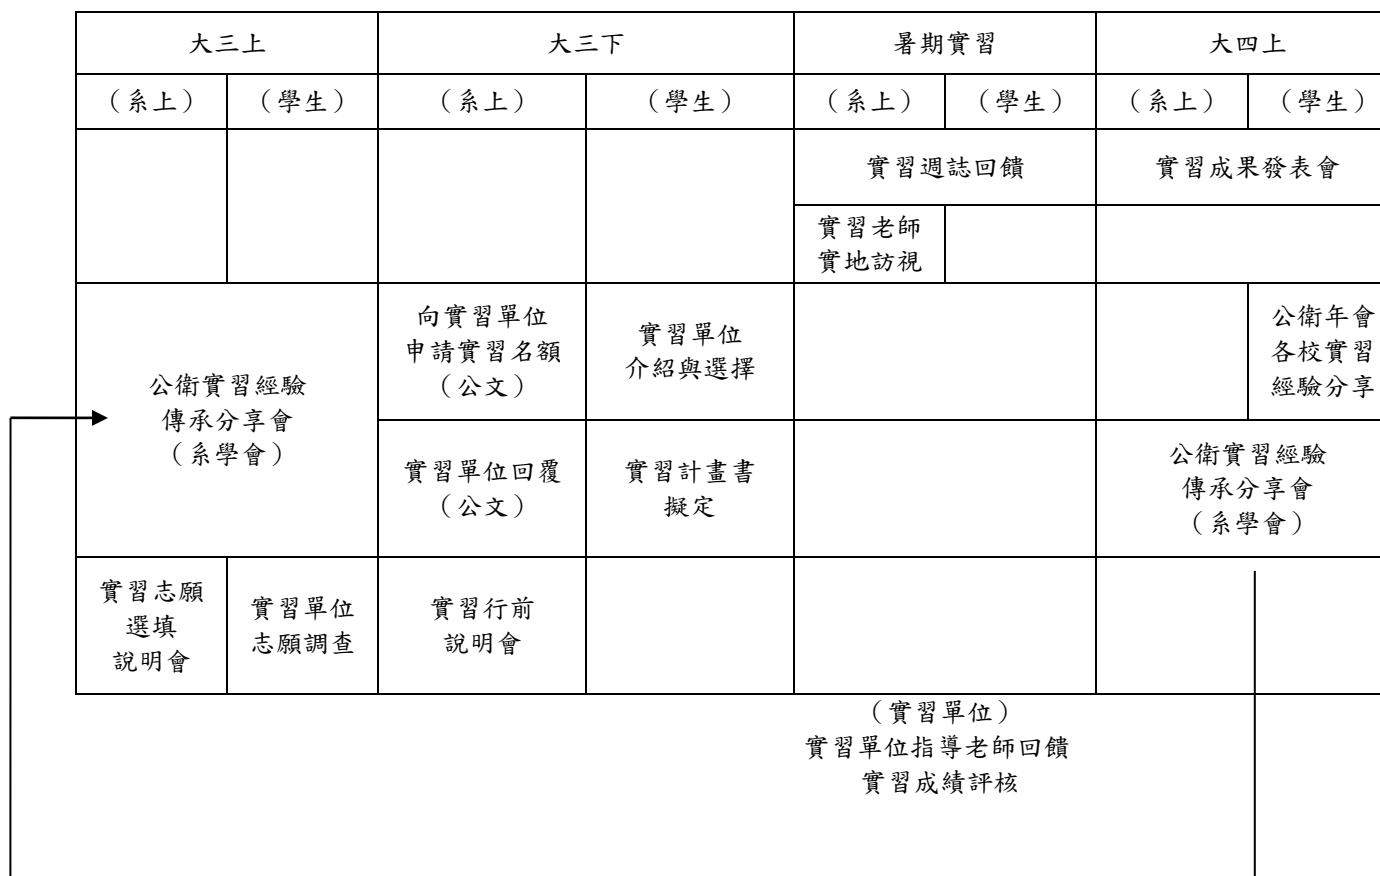 大三上
大三下
暑期實習
大四上
（系上）
（學生）
（系上）
（學生）
（系上）
（學生）
（系上）
（學生）
實習週誌回饋
實習成果發表會
實習老師
實地訪視
公衛實習經驗
傳承分享會
（系學會）
向實習單位
申請實習名額
（公文）
實習單位
介紹與選擇
公衛年會
各校實習
經驗分享
實習單位回覆
（公文）
實習計畫書
擬定
公衛實習經驗
傳承分享會
（系學會）
實習志願
選填
說明會
實習單位
志願調查
實習行前
說明會
（實習單位）
實習單位指導老師回饋
實習成績評核